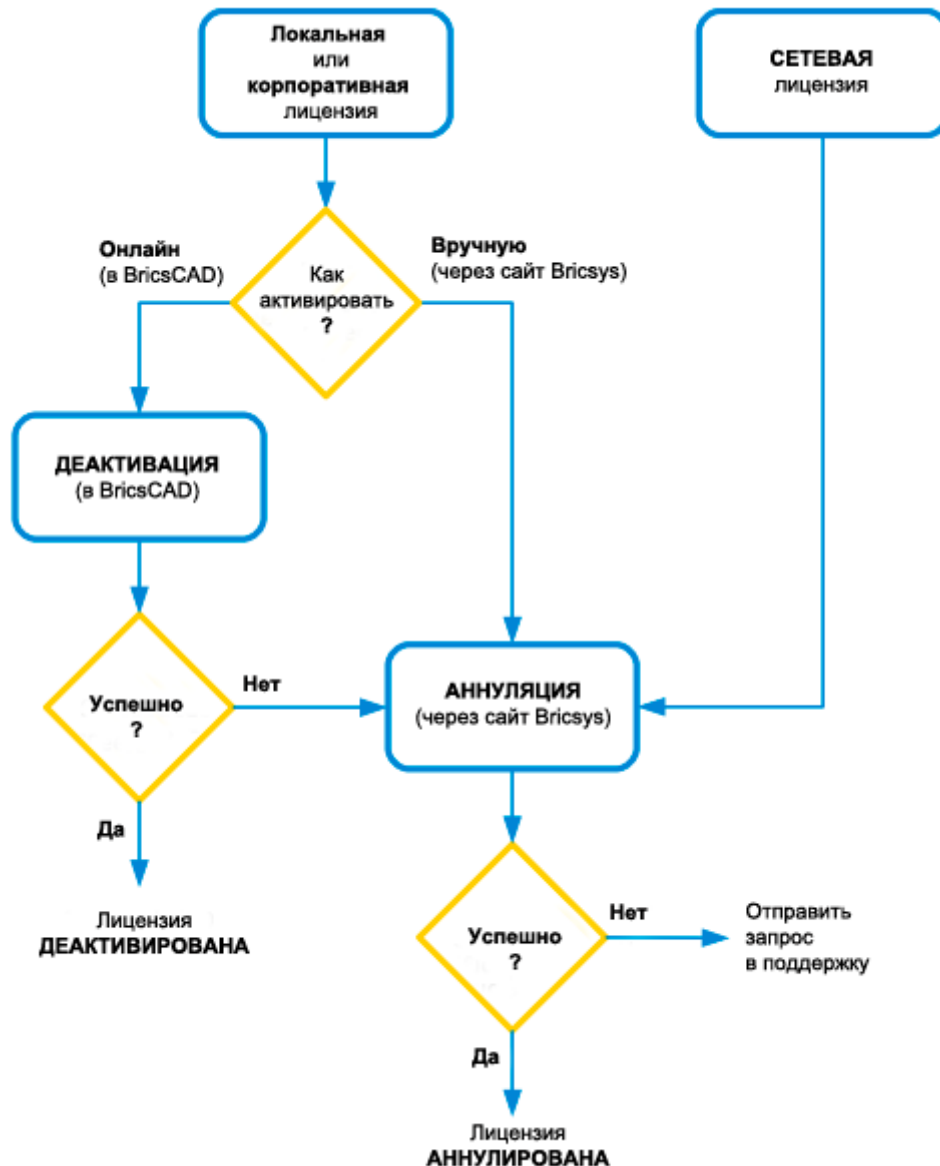 Локальная
или
корпоративная
лицензия
СЕТЕВАЯ
лицензия
Онлайн
(в BricsCAD)
Вручную
(через сайт Bricsys)
Как
активировать
?
ДЕАКТИВАЦИЯ
(в BricsCAD)
Успешно
?
Нет
АННУЛЯЦИЯ
(через сайт Bricsys)
Да
Лицензия
ДЕАКТИВИРОВАНА
Успешно
?
Нет
Отправить
запрос
в поддержку
Да
Лицензия
АННУЛИРОВАНА